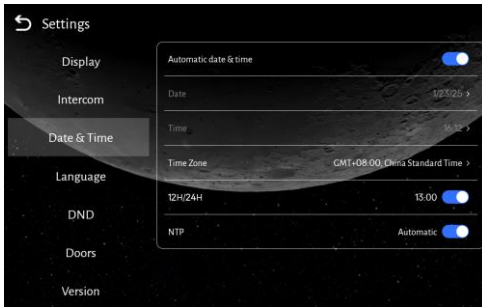 Settings
Display
Intercom
Date & Time
Language
DND
Doors
Version
Automatic date & time
Date 1/23/25 >
Time 16:12 >
Time Zone GMT+08:00, China Standard Time >
12H/24H 13:00
NTP Automatic